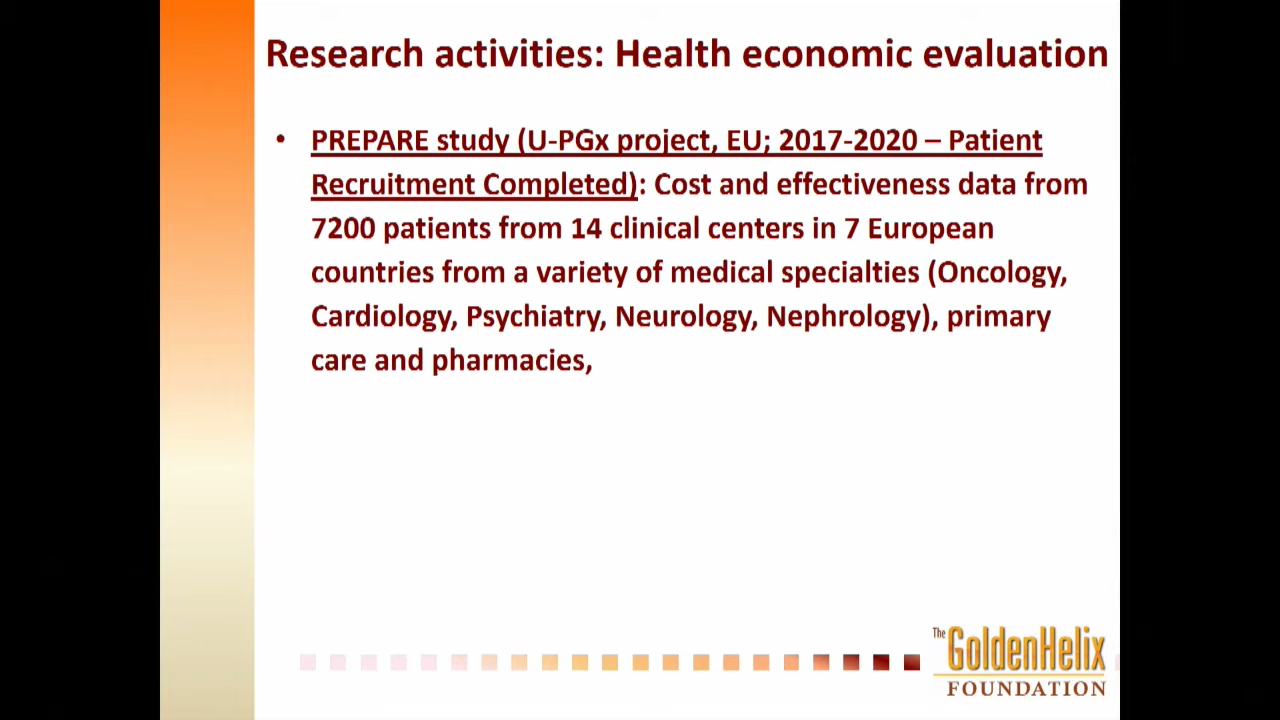 Research activities: Health economic evaluation
• PREPARE study (U-PGx project, EU; 2017-2020 – Patient
Recruitment Completed): Cost and effectiveness data from
7200 patients from 14 clinical centers in 7 European
countries from a variety of medical specialties (Oncology,
Cardiology, Psychiatry, Neurology, Nephrology), primary
care and pharmacies,
The GoldenHelix
FOUNDATION